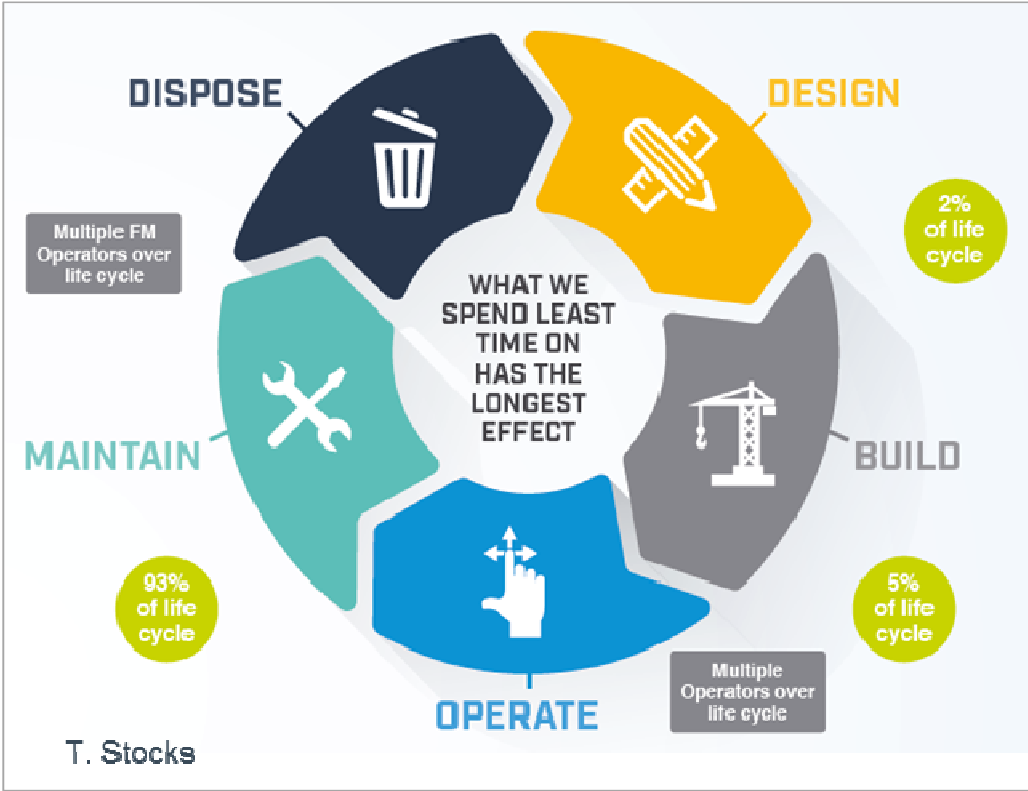 DISPOSE
DESIGN
2%
of life
cycle
Multiple FM
Operators over
life cycle
WHAT WE
SPEND LEAST
TIME ON
HAS THE
LONGEST
EFFECT
MAINTAIN
BUILD
93%
of life
cycle
5%
of life
cycle
Multiple
Operators over
life cycle
OPERATE
T. Stocks